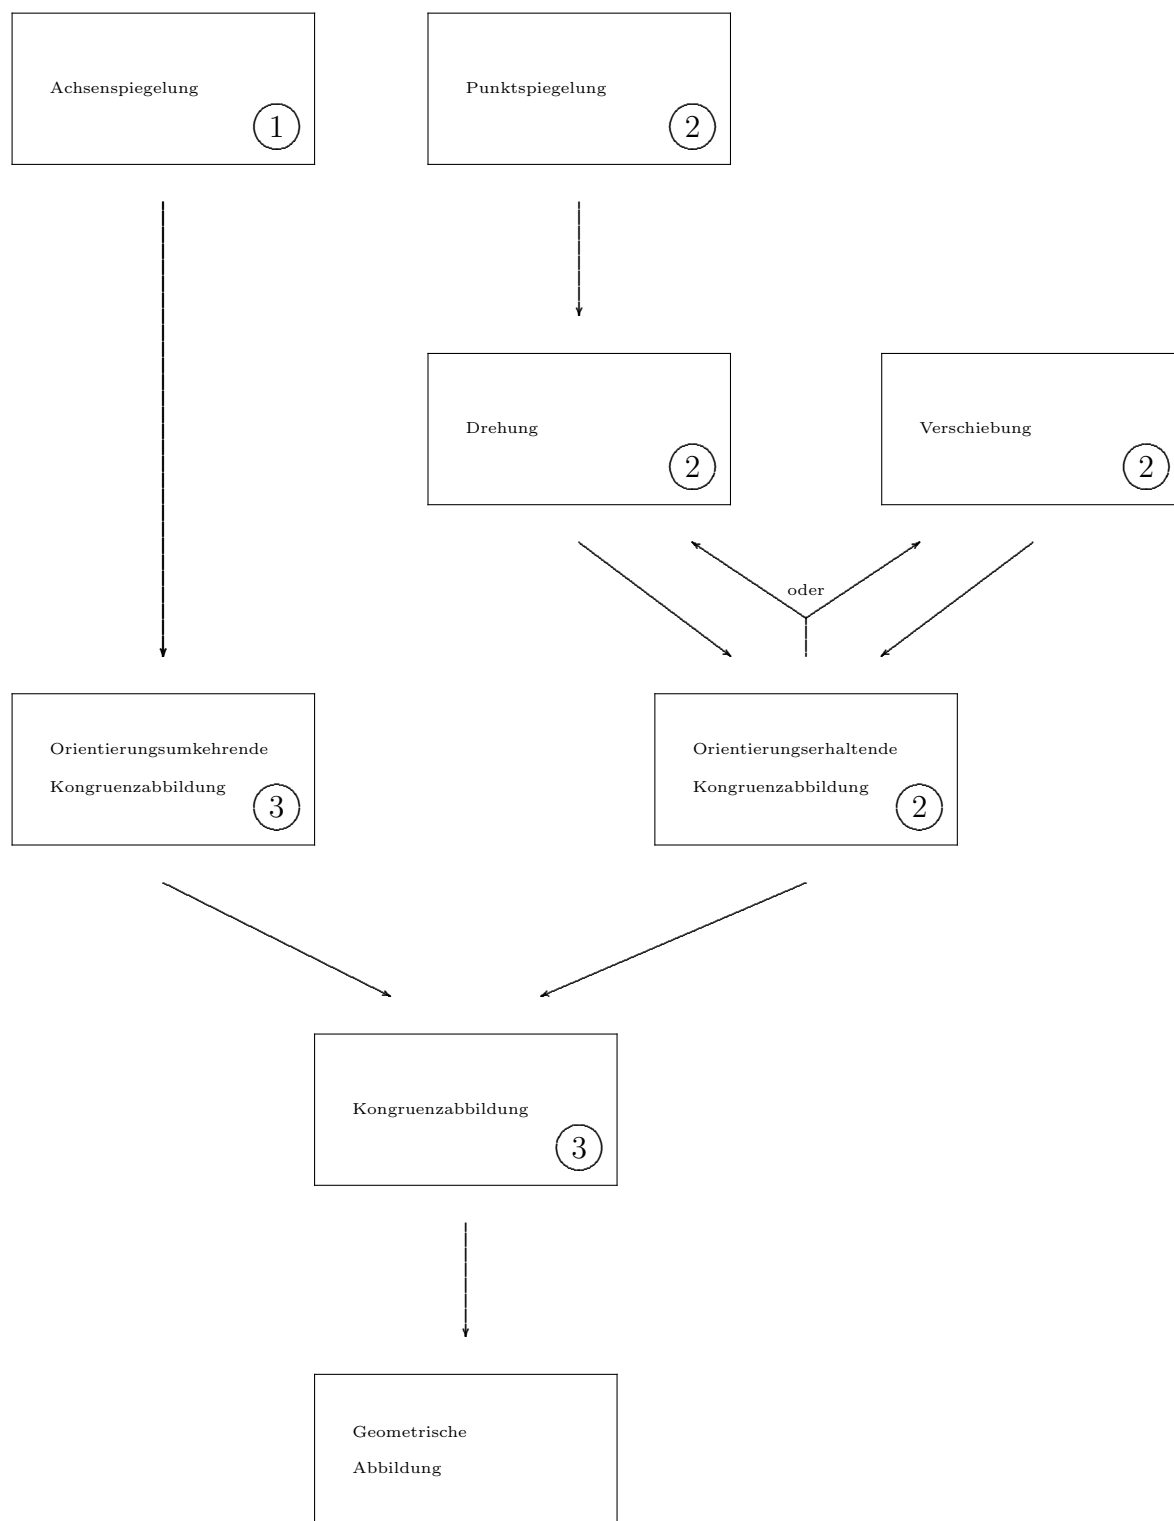 Achsenspiegelung
1
Punktspiegelung
2
Drehung
2
Verschiebung
2
oder
Orientierungsumkehrende
Kongruenzabbildung
3
Orientierungserhaltende
Kongruenzabbildung
2
Kongruenzabbildung
3
Geometrische
Abbildung